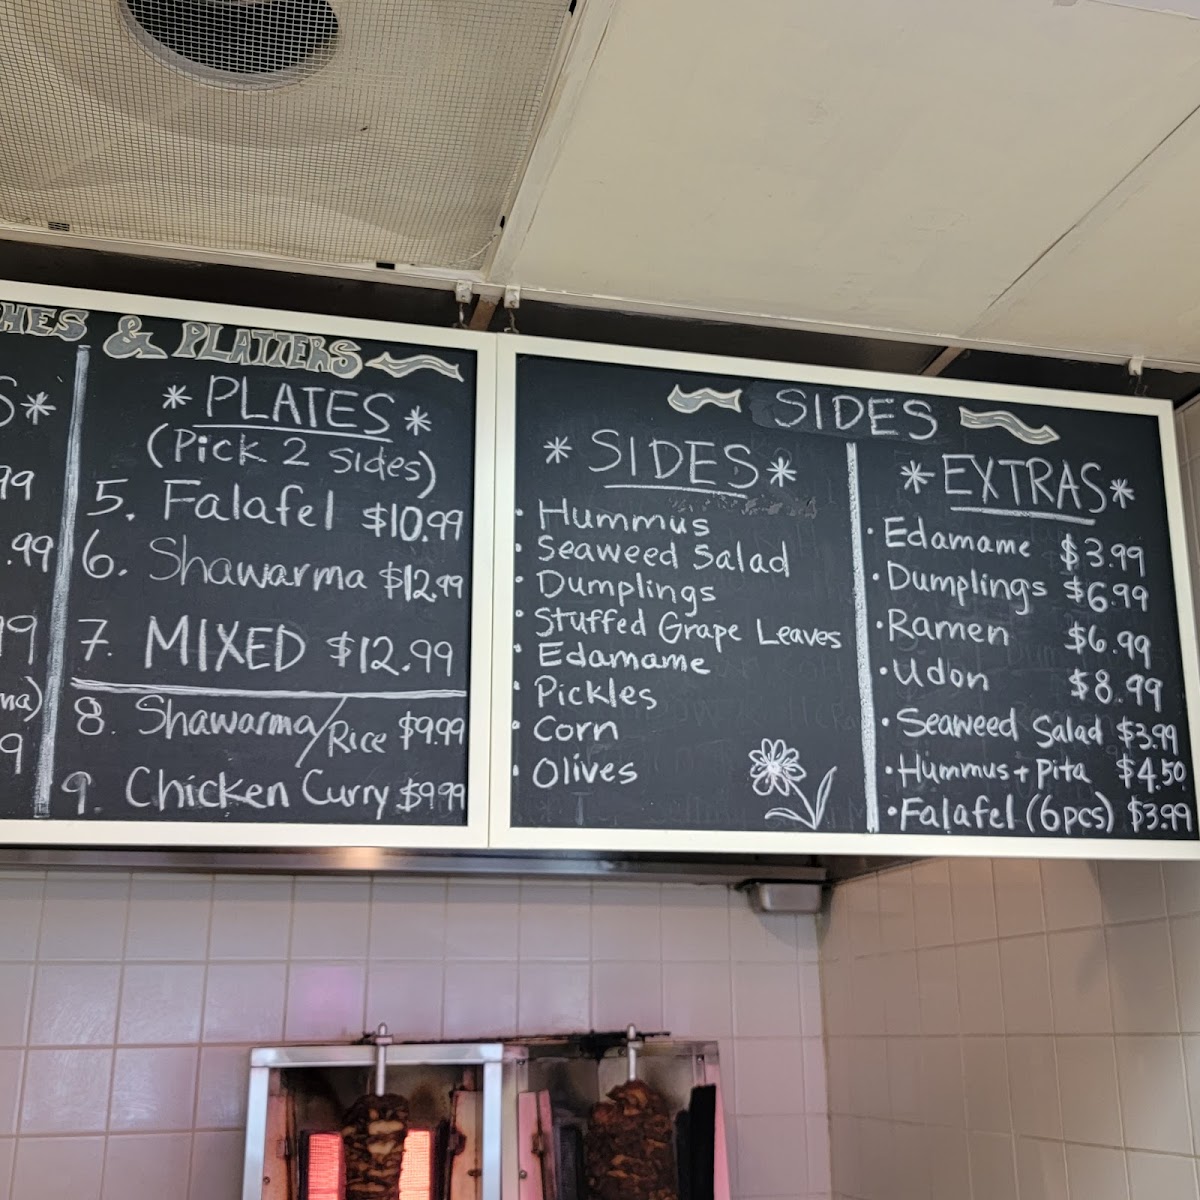 & PLATTERS
* PLATES *
(Pick 2 sides)
5. Falafel $10.99
6. Shawarma $12.99
7. MIXED $12.99
8. Shawarma/Rice $9.99
9. Chicken Curry $9.99
SIDES
* SIDES *
• Hummus
• Seaweed Salad
• Dumplings
• Stuffed Grape Leaves
• Edamame
• Pickles
• Corn
• Olives
* EXTRAS *
• Edamame $3.99
• Dumplings $6.99
• Ramen $6.99
• Udon $8.99
• Seaweed Salad $3.99
• Hummus + Pita $4.50
• Falafel (6pcs) $3.99